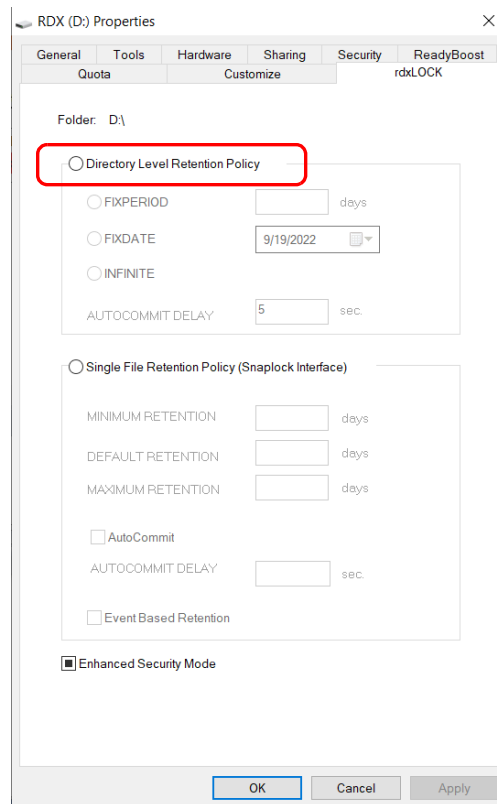 RDX (D:) Properties
General Tools Hardware Sharing Security ReadyBoost
Quota Customize rdxLOCK
Folder: D:\
Directory Level Retention Policy
FIXPERIOD days
FIXDATE 9/19/2022
INFINITE
AUTOCOMMIT DELAY 5 sec.
Single File Retention Policy (Snaplock Interface)
MINIMUM RETENTION days
DEFAULT RETENTION days
MAXIMUM RETENTION days
AutoCommit
AUTOCOMMIT DELAY sec.
Event Based Retention
Enhanced Security Mode
OK Cancel Apply